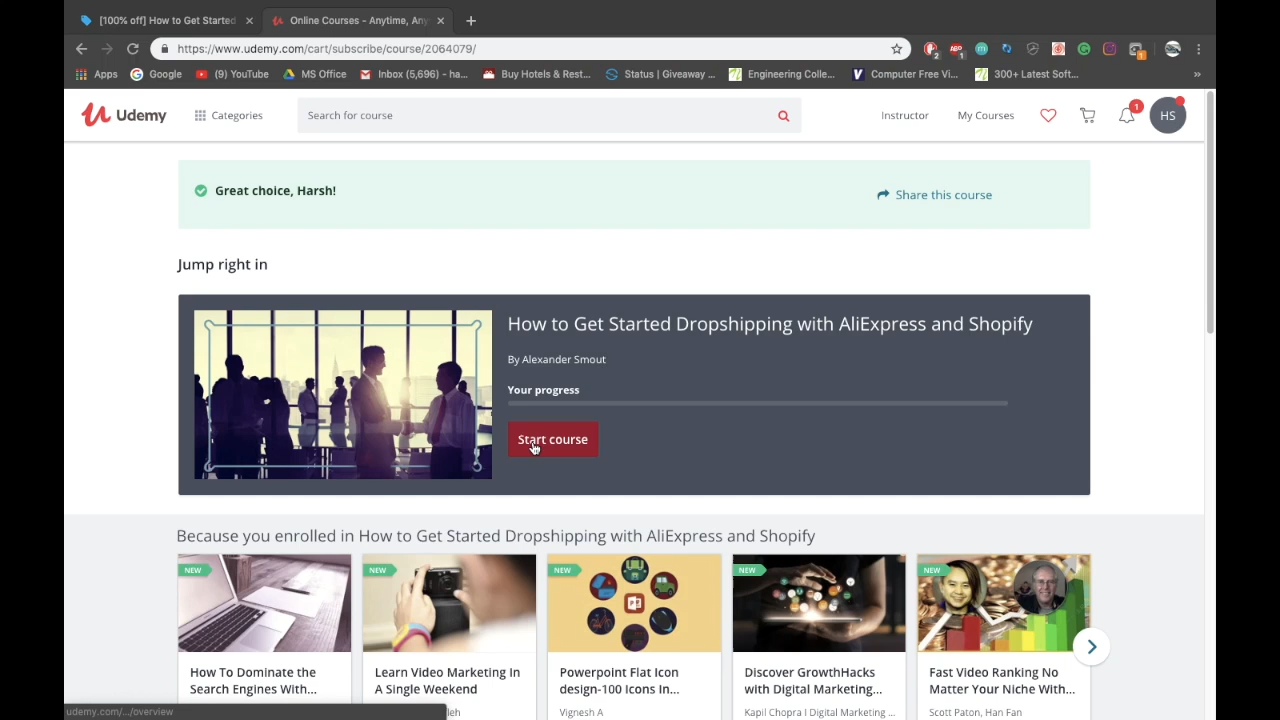 [100% off] How to Get Started
Online Courses - Anytime, Any
https://www.udemy.com/cart/subscribe/course/2064079/
2
1
1
Apps
Google
(9) YouTube
MS Office
Inbox (5,696) - ha...
Buy Hotels & Rest...
Status | Giveaway ...
Engineering Colle...
Computer Free Vi...
300+ Latest Soft...
»
Udemy
Categories
Search for course
Instructor
My Courses
1
HS
Great choice, Harsh!
Share this course
Jump right in
How to Get Started Dropshipping with AliExpress and Shopify
By Alexander Smout
Your progress
Start course
Because you enrolled in How to Get Started Dropshipping with AliExpress and Shopify
NEW
NEW
NEW
NEW
NEW
How To Dominate the
Search Engines With...
Learn Video Marketing In
A Single Weekend
Powerpoint Flat Icon
design-100 Icons In...
Discover GrowthHacks
with Digital Marketing...
Fast Video Ranking No
Matter Your Niche With...
leh
Vignesh A
Kapil Chopra I Digital Marketing ...
Scott Paton, Han Fan
udemy.com/.../overview